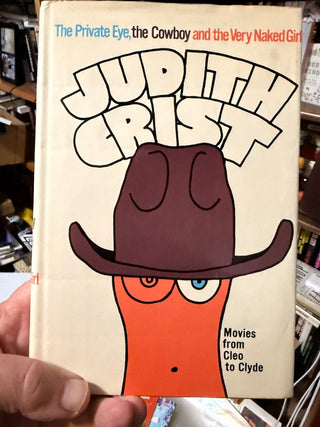 The Private Eye, the Cowboy and the Very Naked Girl
JUDITH
CRIST
Movies
from
Cleo
to Clyde